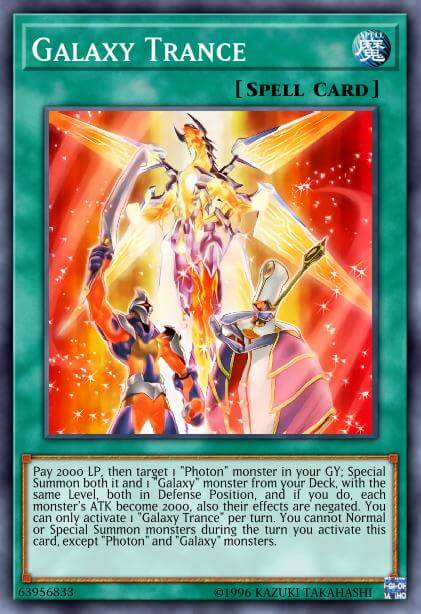 Galaxy Trance
SPELL
魔
[Spell Card]
Pay 2000 LP, then target 1 "Photon" monster in your GY; Special
Summon both it and 1 "Galaxy" monster from your Deck, with
the same Level, both in Defense Position, and if you do, each
monster's ATK become 2000, also their effects are negated. You
can only activate 1 "Galaxy Trance" per turn. You cannot Normal
or Special Summon monsters during the turn you activate this
card, except "Photon" and "Galaxy" monsters.
63956833
©1996 KAZUKI TAKAHASHI